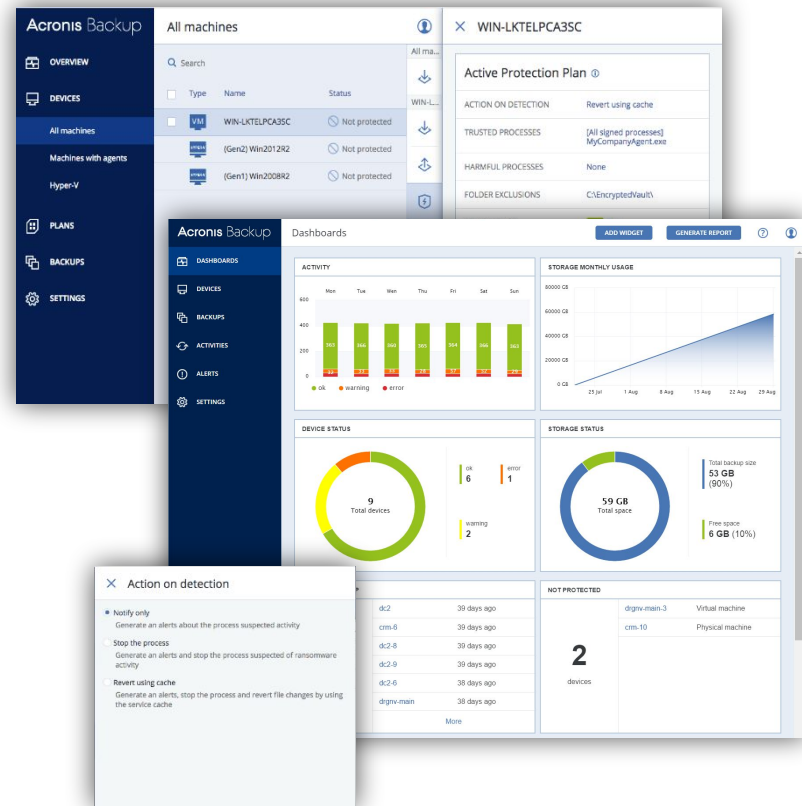 Acronis Backup
OVERVIEW
DEVICES
All machines
Machines with agents
Hyper-V
PLANS
BACKUPS
SETTINGS
All machines
Search
Type Name Status
VM WIN-LKTELPCA3SC Not protected
(Gen2) Win2012R2 Not protected
(Gen1) Win2008R2 Not protected
All ma...
WIN-L...
WIN-LKTELPCA3SC
Active Protection Plan
ACTION ON DETECTION Revert using cache
TRUSTED PROCESSES [All signed processes]
MyCompanyAgent.exe
HARMFUL PROCESSES None
FOLDER EXCLUSIONS C:\EncryptedVault\
Acronis Backup
DASHBOARDS
DEVICES
BACKUPS
ACTIVITIES
ALERTS
SETTINGS
Dashboards
ADD WIDGET GENERATE REPORT
ACTIVITY
Mon Tue Wen Thu Fri Sat Sun
600
400
200
0
363 366 360 365 364 366 363
ok warning error
STORAGE MONTHLY USAGE
80000 GB
60000 GB
40000 GB
20000 GB
0 GB
25 Jul 1 Aug 8 Aug 15 Aug 22 Aug 29 Aug
DEVICE STATUS
9
Total devices
ok
6
error
1
warning
2
STORAGE STATUS
59 GB
Total space
Total backup size
53 GB
(90%)
Free space
6 GB (10%)
dc2 39 days ago
crm-6 39 days ago
dc2-8 39 days ago
dc2-9 39 days ago
dc2-6 38 days ago
drgnv-main 38 days ago
More
NOT PROTECTED
2
devices
drgnv-main-3 Virtual machine
crm-10 Physical machine
Action on detection
Notify only
Generate an alerts about the process suspected activity
Stop the process
Generate an alerts and stop the process suspected of ransomware
activity
Revert using cache
Generate an alerts, stop the process and revert file changes by using
the service cache